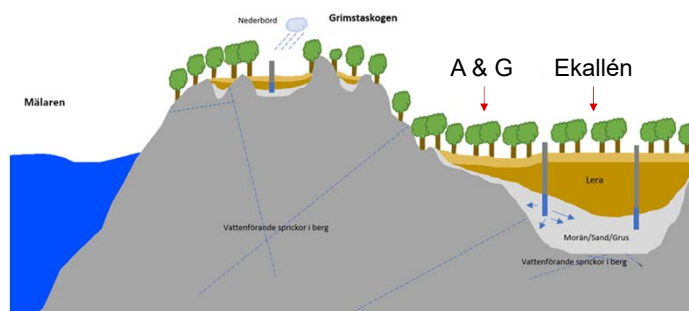 Nederbörd
Grimstaskogen
A & G
Ekallén
Mälaren
Lera
Vattenförande sprickor i berg
Morän/Sand/Grus
Vattenförande sprickor i berg